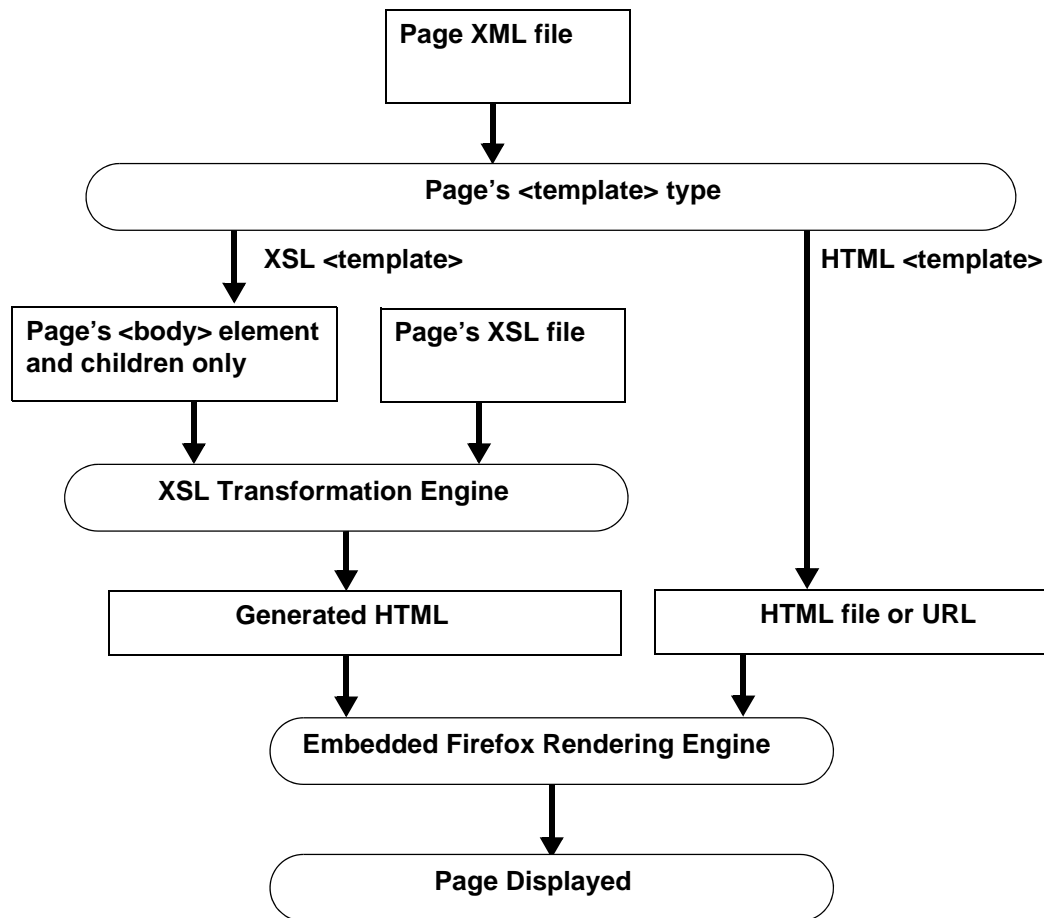 Page XML file
Page’s <template> type
XSL <template>
HTML <template>
Page’s <body> element
and children only
Page’s XSL file
XSL Transformation Engine
Generated HTML
HTML file or URL
Embedded Firefox Rendering Engine
Page Displayed